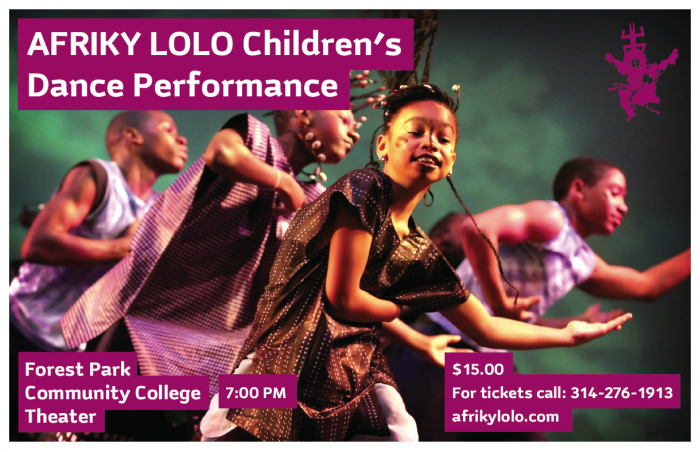 AFRIKY LOLO Children's
Dance Performance
Forest Park
Community College
Theater
7:00 PM
$15.00
For tickets call: 314-276-1913
afrikylolo.com